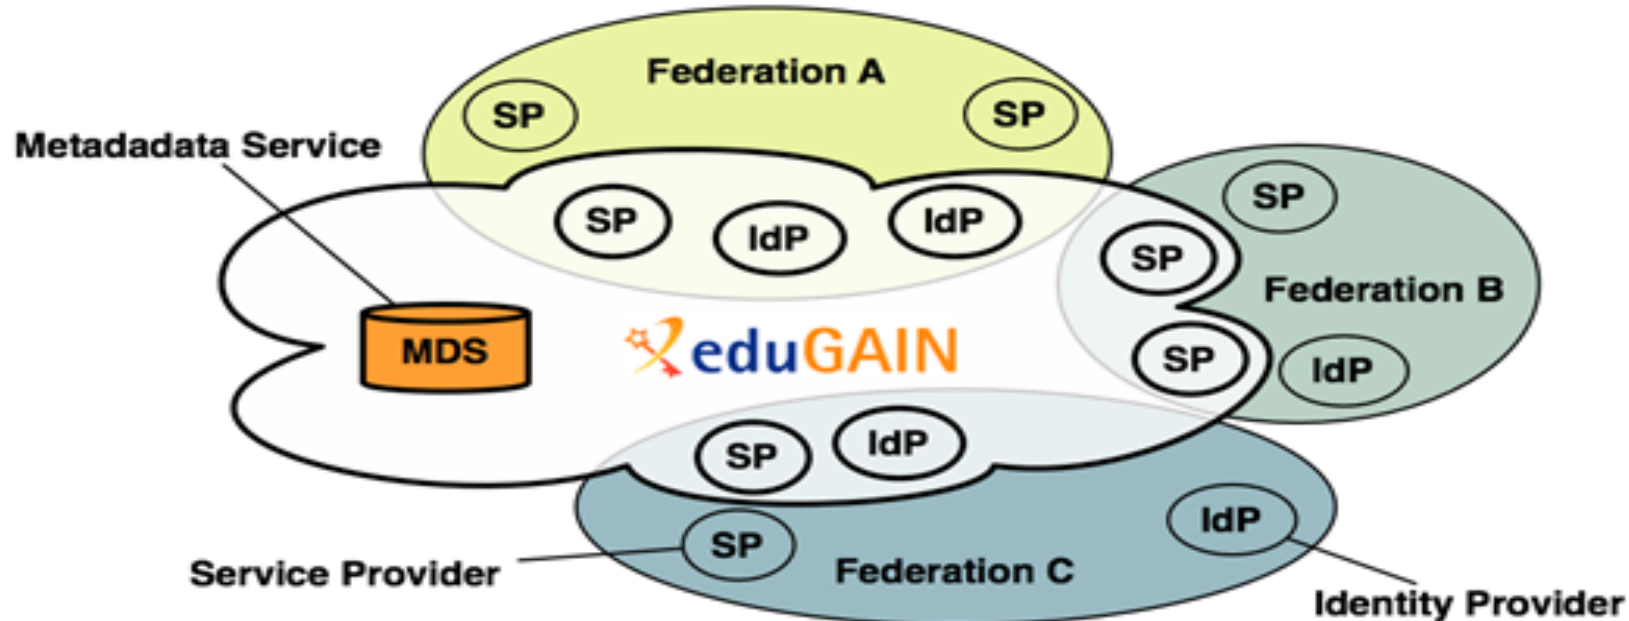 Federation A
SP
SP
Metadadata Service
SP
IdP
IdP
SP
SP
Federation B
MDS
eduGAIN
SP
IdP
SP
IdP
SP
IdP
Service Provider
Federation C
Identity Provider